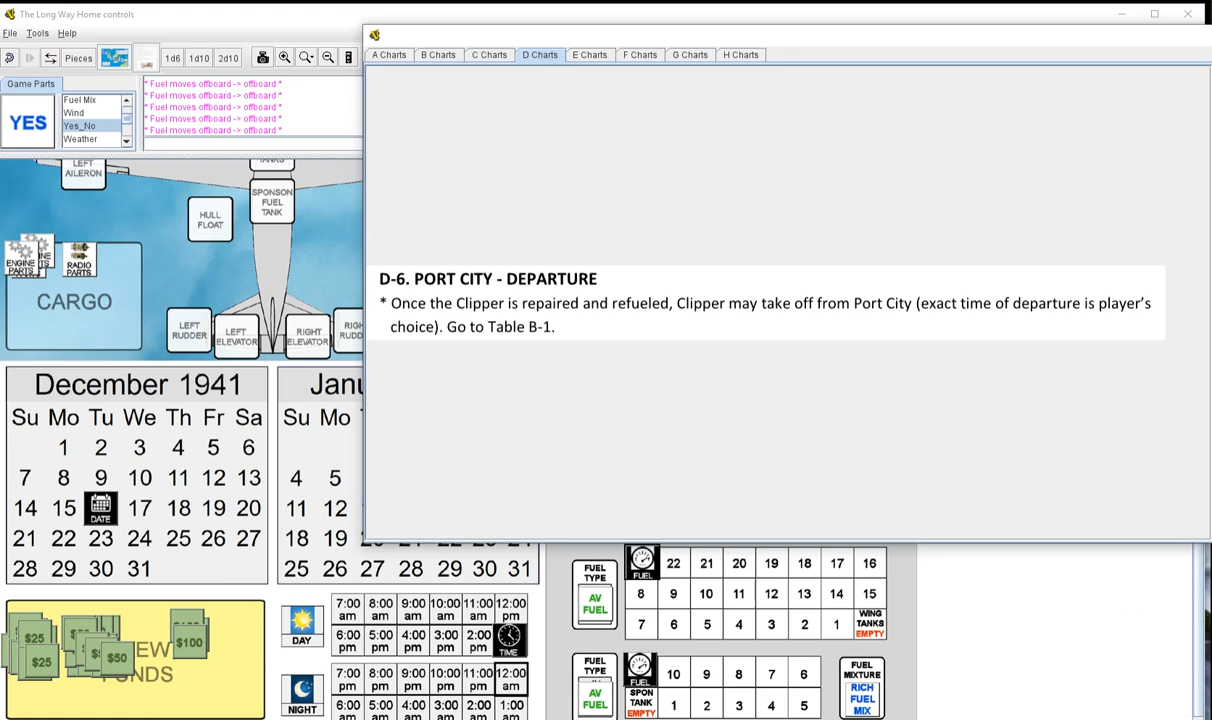 The Long Way Home controls
File Tools Help
Pieces 1d6 1d10 2d10
A Charts B Charts C Charts D Charts E Charts F Charts G Charts H Charts
Game Parts
YES
Fuel Mix
Wind
Yes_No
Weather
* Fuel moves offboard -> offboard *
* Fuel moves offboard -> offboard *
* Fuel moves offboard -> offboard *
* Fuel moves offboard -> offboard *
* Fuel moves offboard -> offboard *
D-6. PORT CITY - DEPARTURE
* Once the Clipper is repaired and refueled, Clipper may take off from Port City (exact time of departure is player's
choice). Go to Table B-1.
LEFT
AILERON
TANKS
SPONSON
FUEL
TANK
HULL
FLOAT
ENGINE
PARTS
RADIO
PARTS
CARGO
LEFT
RUDDER
LEFT
ELEVATOR
RIGHT
ELEVATOR
RIGH
RUDD
December 1941
Su Mo Tu We Th Fr Sa
1 2 3 4 5 6
7 8 9 10 11 12 13
14 15 DATE 17 18 19 20
21 22 23 24 25 26 27
28 29 30 31
Janu
Su Mo
4 5
11 12
18 19
25 26 27 28 29 30 31
$25
$25
$50
$100
EW
UNDS
DAY
7:00 am 8:00 am 9:00 am 10:00 am 11:00 am 12:00 pm
6:00 pm 5:00 pm 4:00 pm 3:00 pm 2:00 pm TIME
NIGHT
7:00 pm 8:00 pm 9:00 pm 10:00 pm 11:00 pm 12:00 am
6:00 am 5:00 am 4:00 am 3:00 am 2:00 am 1:00 am
FUEL
TYPE
AV
FUEL
FUEL 22 21 20 19 18 17 16
8 9 10 11 12 13 14 15
7 6 5 4 3 2 1 WING TANKS EMPTY
FUEL
TYPE
AV
FUEL
FUEL 10 9 8 7 6
SPON TANK EMPTY 1 2 3 4 5
FUEL
MIXTURE
RICH
FUEL
MIX